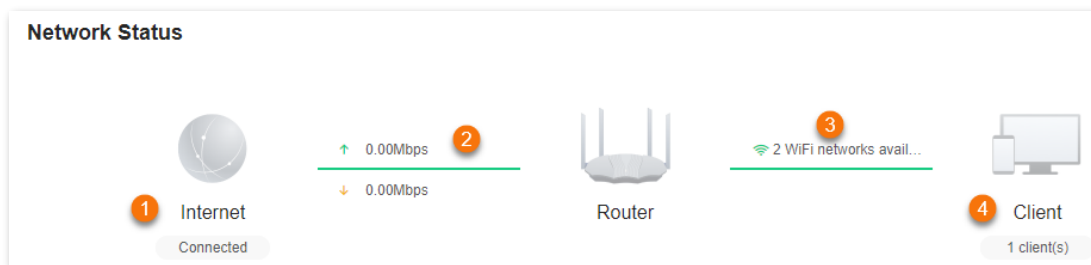 Network Status
↑ 0.00Mbps
2
3
2 WiFi networks avail...
↓ 0.00Mbps
1
Internet
Router
4
Client
Connected
1 client(s)